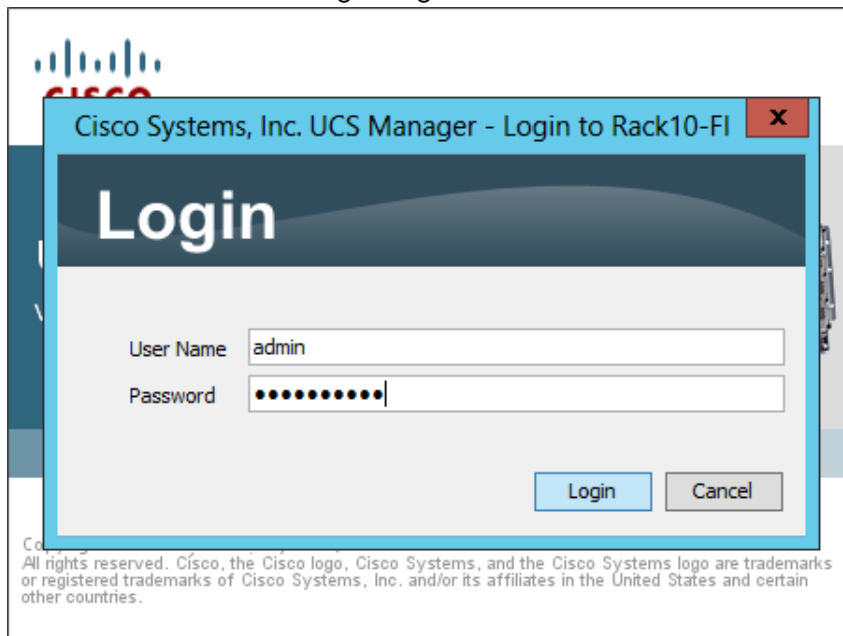 CISCO
Cisco Systems, Inc. UCS Manager - Login to Rack10-FI
x
Login
User Name admin
Password ●●●●●●●●●●
Login Cancel
All rights reserved. Cisco, the Cisco logo, Cisco Systems, and the Cisco Systems logo are trademarks
or registered trademarks of Cisco Systems, Inc. and/or its affiliates in the United States and certain
other countries.